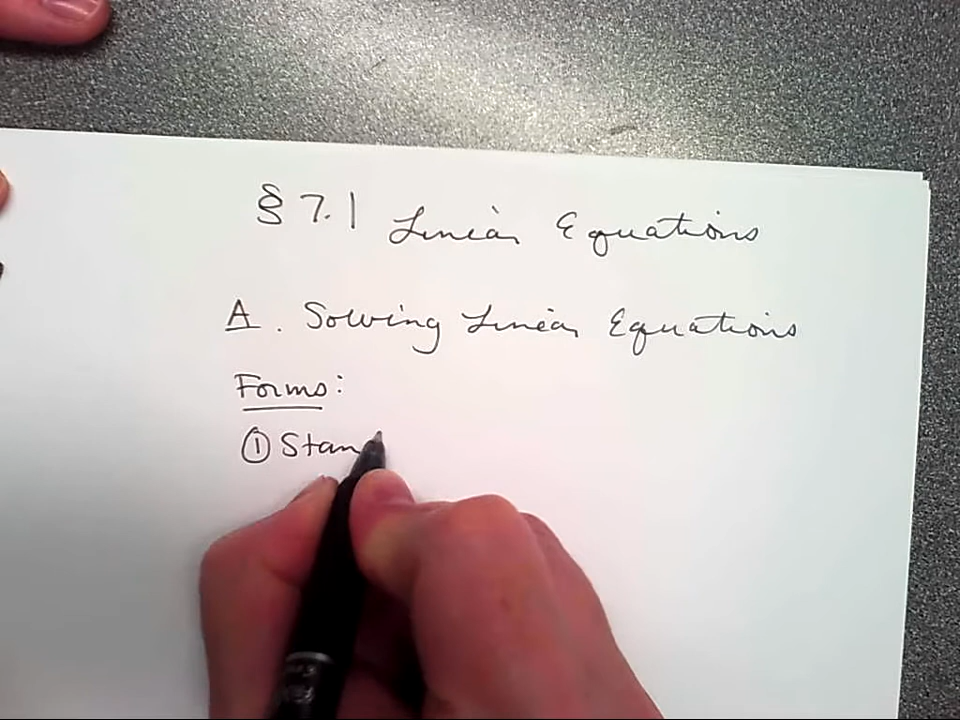 § 7.1 Linear Equations
A. Solving Linear Equations
Forms:
① Stan